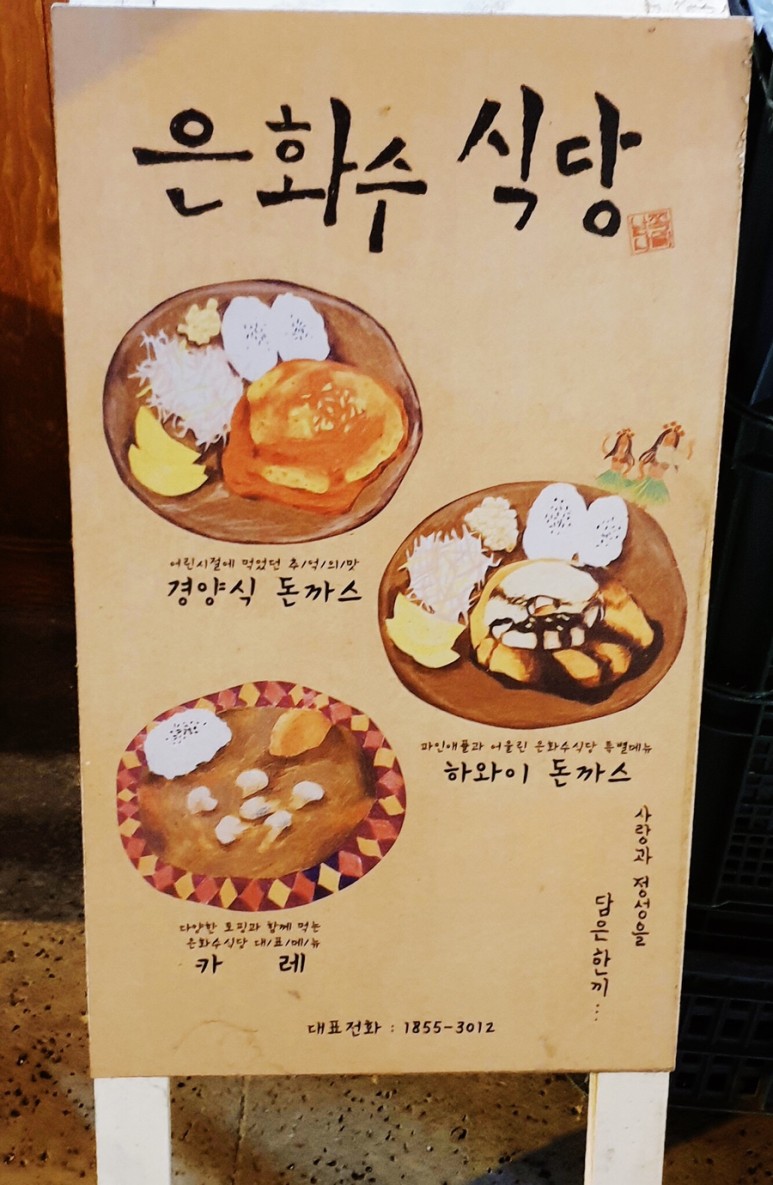 은화수 식당
어린시절에 먹었던 추/억/의/맛
경양식 돈까스
파인애플과 어울린 은화수식당 특별메뉴
하와이 돈까스
다양한 토핑과 함께 먹는
은화수식당 대/표/메/뉴
카 레
사랑과 정성을
담은 한끼...
대표전화 : 1855-3012